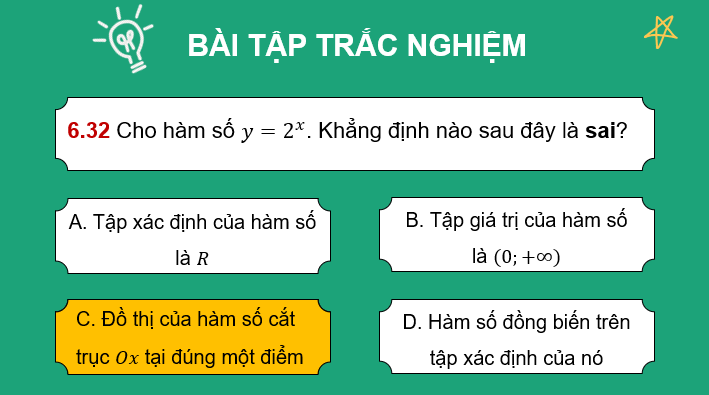 BÀI TẬP TRẮC NGHIỆM
6.32 Cho hàm số y = 2ˣ. Khẳng định nào sau đây là sai?
A. Tập xác định của hàm số
là R
B. Tập giá trị của hàm số
là (0; +∞)
C. Đồ thị của hàm số cắt
trục Ox tại đúng một điểm
D. Hàm số đồng biến trên
tập xác định của nó